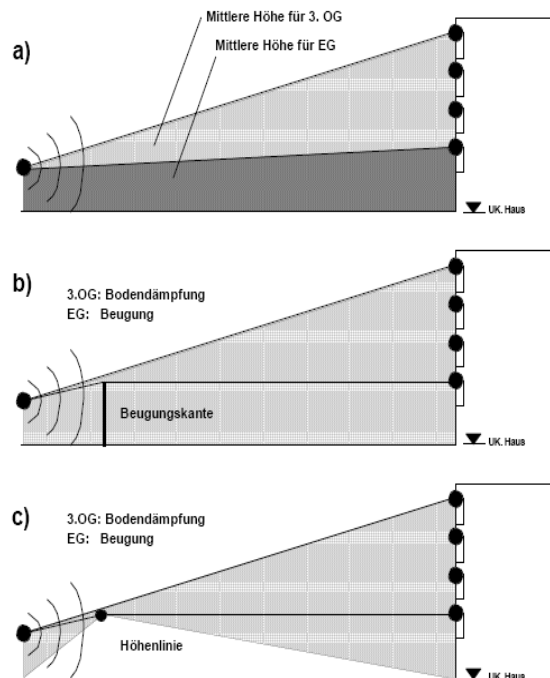 Mittlere Höhe für 3. OG
Mittlere Höhe für EG
a)
UK. Haus
b)
3.OG: Bodendämpfung
EG: Beugung
Beugungskante
UK. Haus
c)
3.OG: Bodendämpfung
EG: Beugung
Höhenlinie
UK. Haus